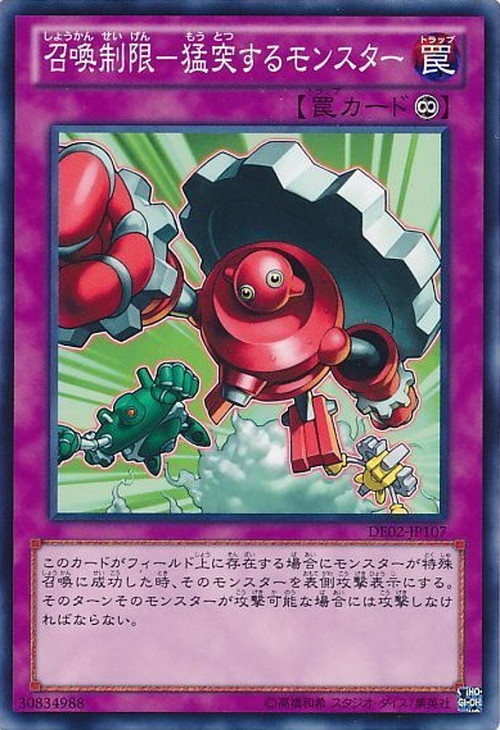 召喚制限－猛突するモンスター 罠
【罠カード】
DE02-JP107
このカードがフィールド上に存在する場合にモンスターが特殊
召喚に成功した時、そのモンスターを表側攻撃表示にする。
そのターンそのモンスターが攻撃可能な場合には攻撃しなけ
ればならない。
30834988 ©高橋和希 スタジオ・ダイス/集英社